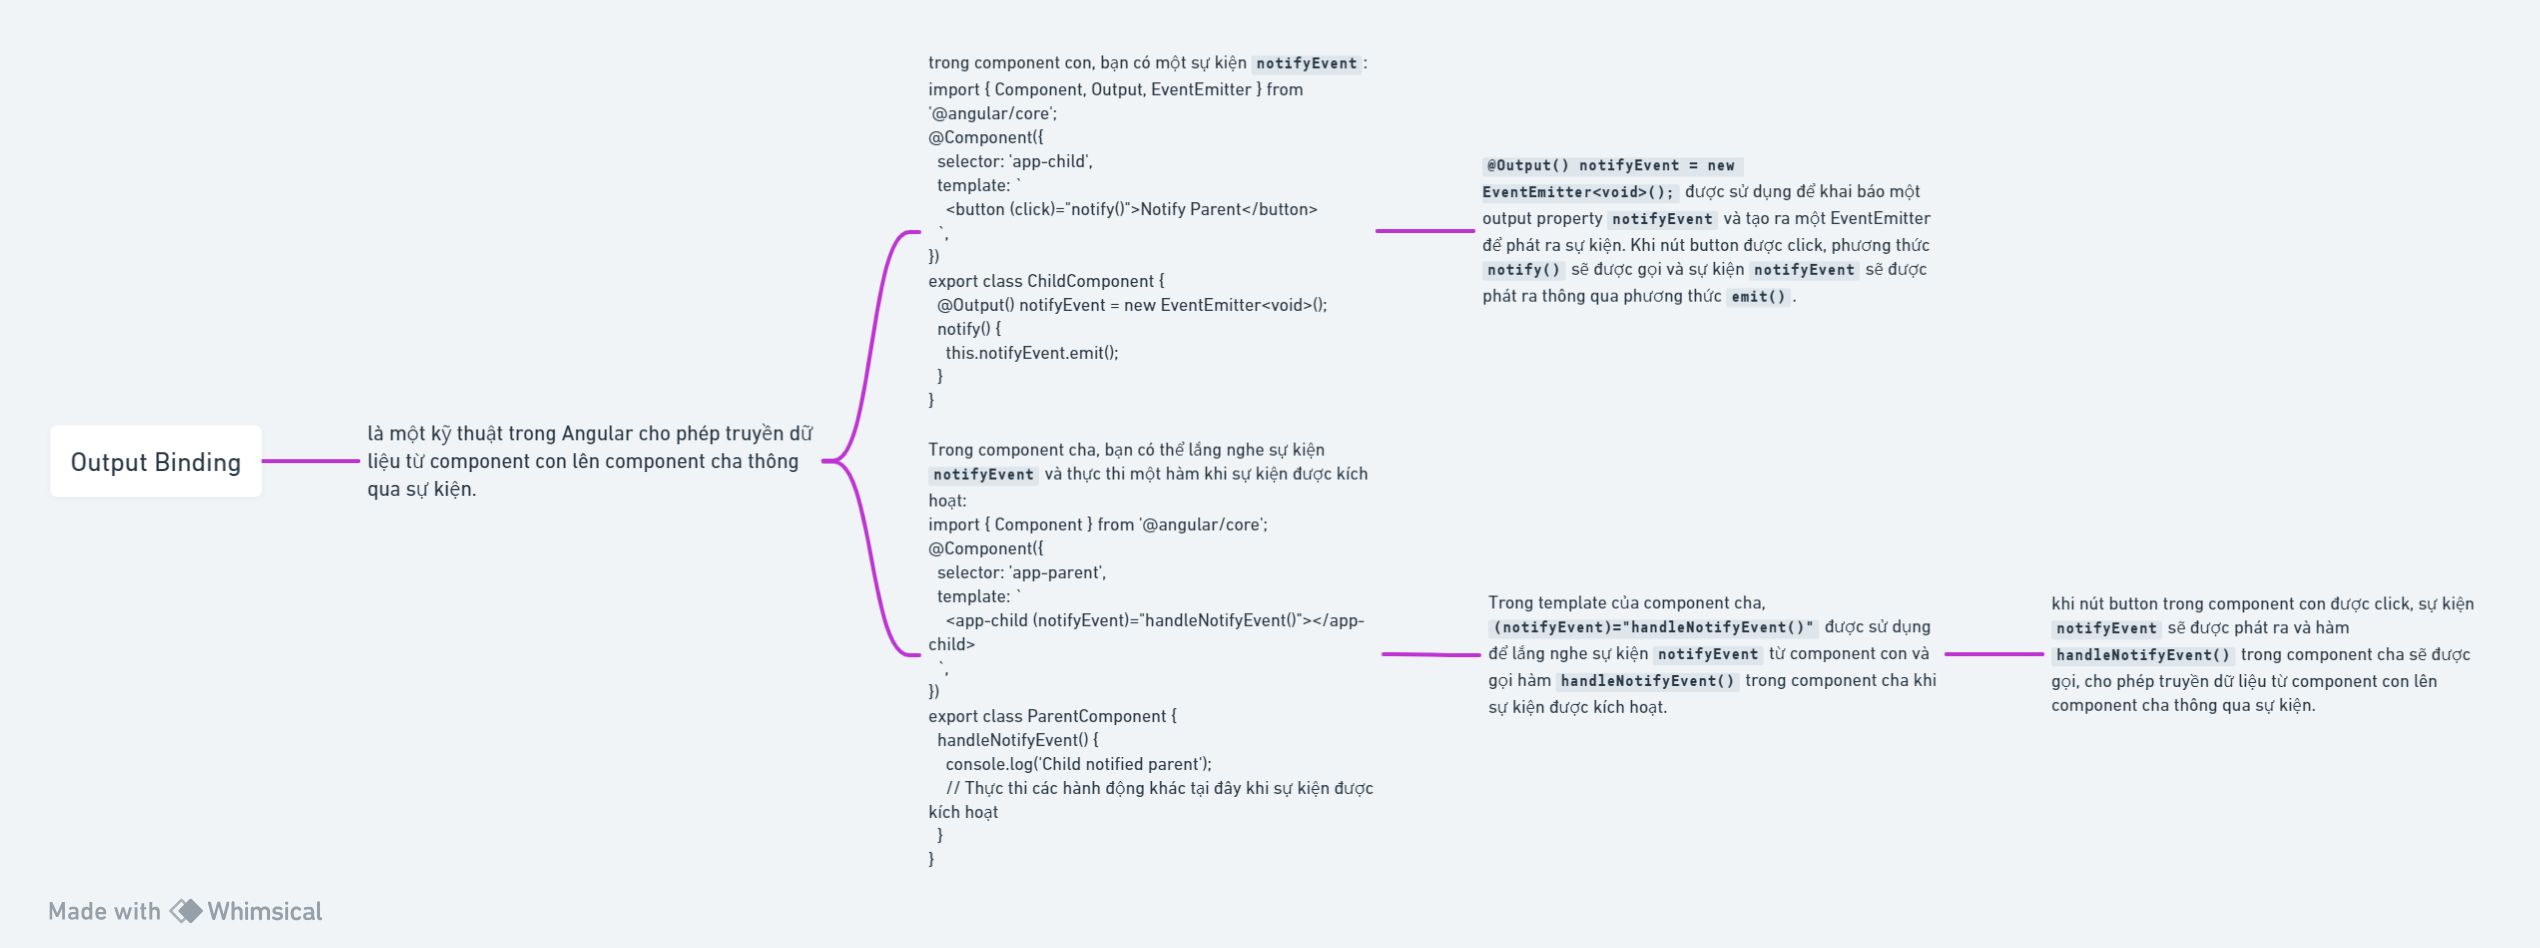 Output Binding
là một kỹ thuật trong Angular cho phép truyền dữ
liệu từ component con lên component cha thông
qua sự kiện.
trong component con, bạn có một sự kiện notifyEvent:
import { Component, Output, EventEmitter } from
'@angular/core';
@Component({
  selector: 'app-child',
  template: `
    <button (click)="notify()">Notify Parent</button>
  `,
})
export class ChildComponent {
  @Output() notifyEvent = new EventEmitter<void>();
  notify() {
    this.notifyEvent.emit();
  }
}
@Output() notifyEvent = new
EventEmitter<void>(); được sử dụng để khai báo một
output property notifyEvent và tạo ra một EventEmitter
để phát ra sự kiện. Khi nút button được click, phương thức
notify() sẽ được gọi và sự kiện notifyEvent sẽ được
phát ra thông qua phương thức emit().
Trong component cha, bạn có thể lắng nghe sự kiện
notifyEvent và thực thi một hàm khi sự kiện được kích
hoạt:
import { Component } from '@angular/core';
@Component({
  selector: 'app-parent',
  template: `
    <app-child (notifyEvent)="handleNotifyEvent()"></app-
child>
  `,
})
export class ParentComponent {
  handleNotifyEvent() {
    console.log('Child notified parent');
    // Thực thi các hành động khác tại đây khi sự kiện được
kích hoạt
  }
}
Trong template của component cha,
(notifyEvent)="handleNotifyEvent()" được sử dụng
để lắng nghe sự kiện notifyEvent từ component con và
gọi hàm handleNotifyEvent() trong component cha khi
sự kiện được kích hoạt.
khi nút button trong component con được click, sự kiện
notifyEvent sẽ được phát ra và hàm
handleNotifyEvent() trong component cha sẽ được
gọi, cho phép truyền dữ liệu từ component con lên
component cha thông qua sự kiện.
Made with Whimsical